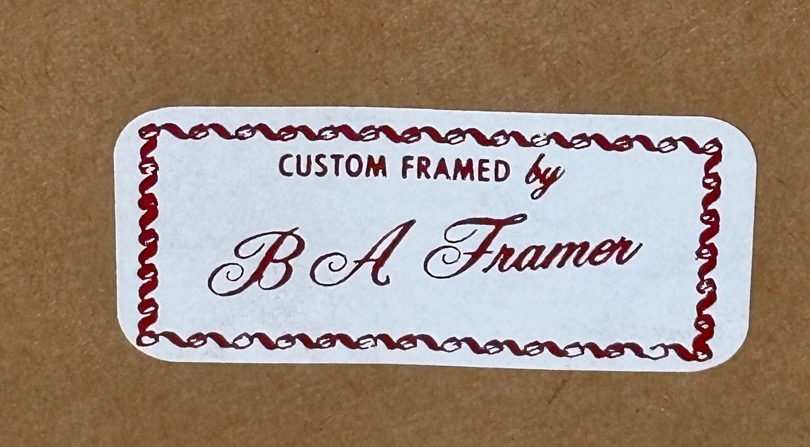 CUSTOM FRAMED by
B A Framer